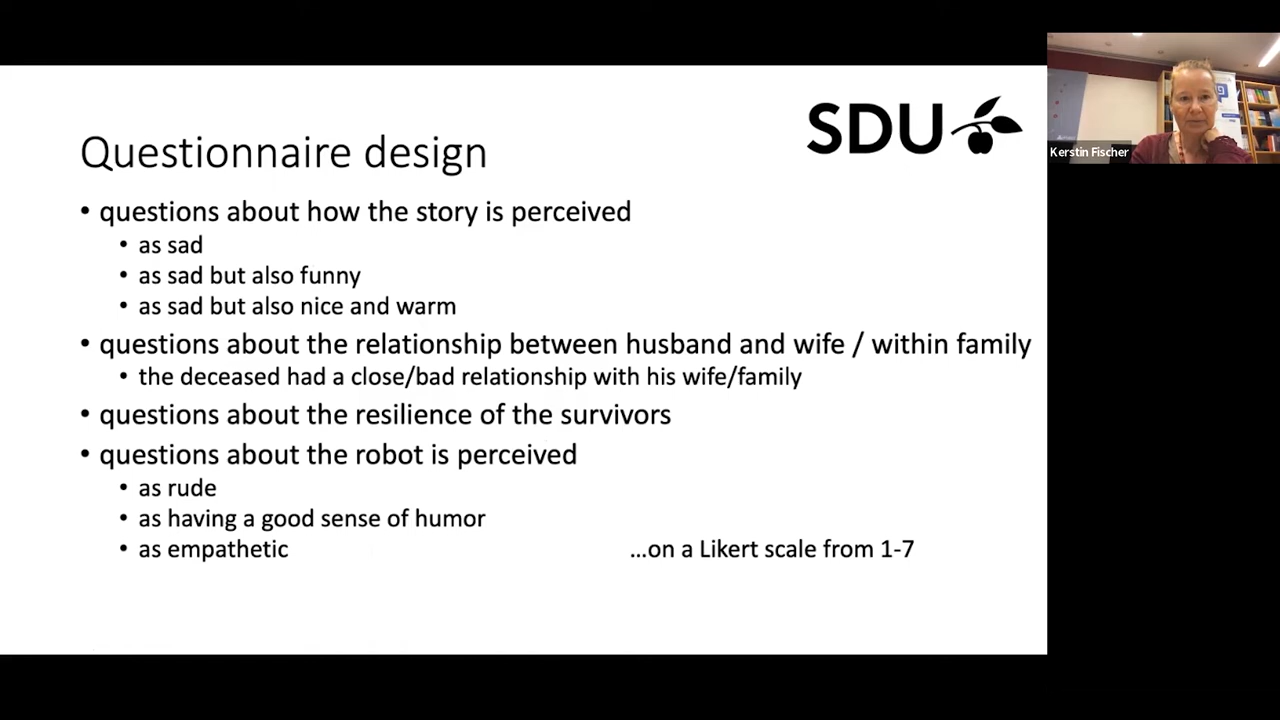 SDU
Kerstin Fischer
Questionnaire design
• questions about how the story is perceived
• as sad
• as sad but also funny
• as sad but also nice and warm
• questions about the relationship between husband and wife / within family
• the deceased had a close/bad relationship with his wife/family
• questions about the resilience of the survivors
• questions about the robot is perceived
• as rude
• as having a good sense of humor
• as empathetic
...on a Likert scale from 1-7